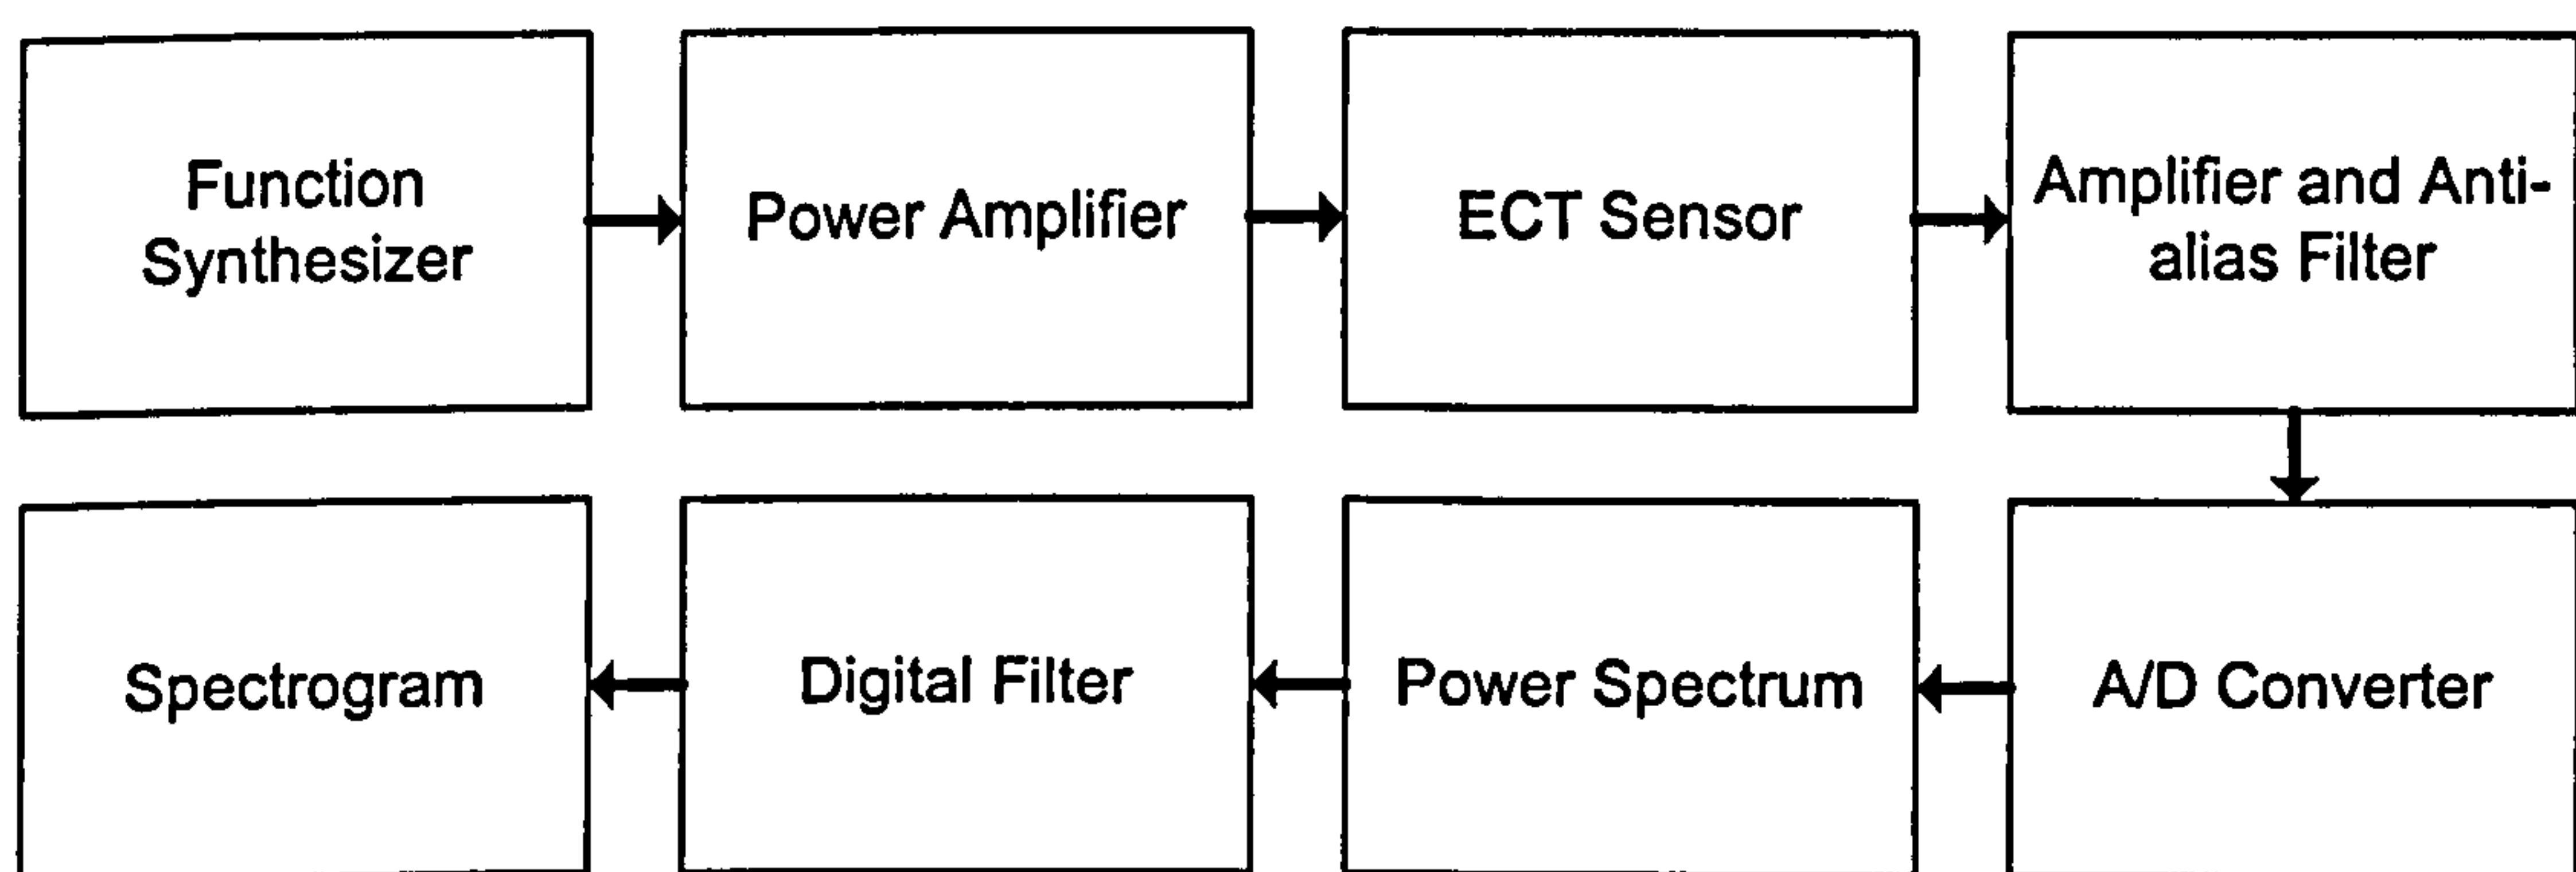 Function
Synthesizer
Power Amplifier
ECT Sensor
Amplifier and Anti-
alias Filter
Spectrogram
Digital Filter
Power Spectrum
A/D Converter